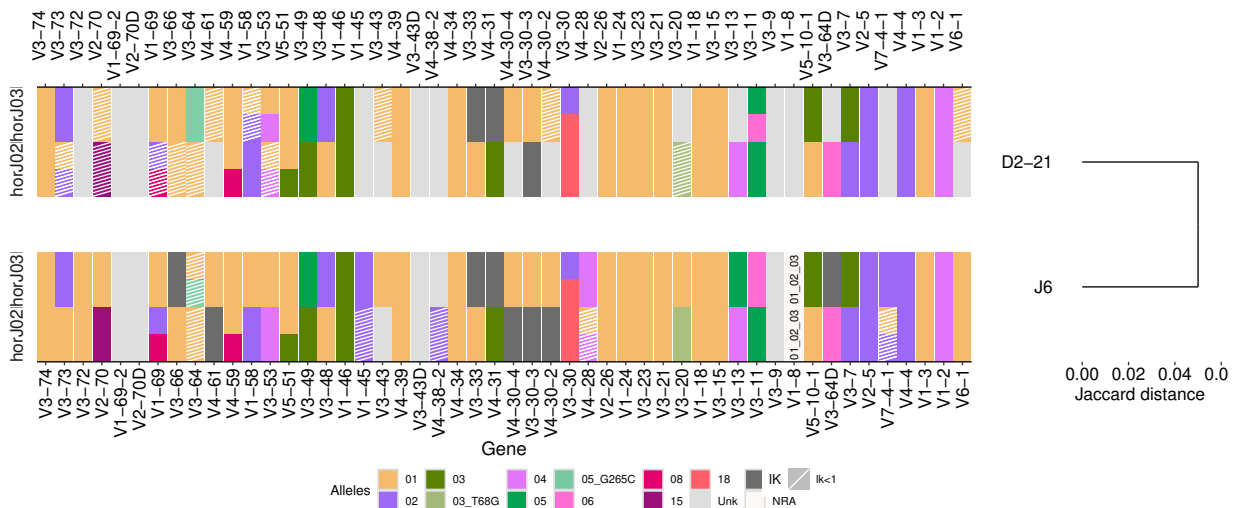 V3−74
V3−73
V3−72
V2−70
V1−69−2
V2−70D
V1−69
V3−66
V3−64
V4−61
V4−59
V1−58
V3−53
V5−51
V3−49
V3−48
V1−46
V1−45
V3−43
V4−39
V3−43D
V4−38−2
V4−34
V3−33
V4−31
V4−30−4
V3−30−3
V4−30−2
V3−30
V4−28
V2−26
V1−24
V3−23
V3−21
V3−20
V1−18
V3−15
V3−13
V3−11
V3−9
V1−8
V5−10−1
V3−64D
V3−7
V2−5
V7−4−1
V4−4
V1−3
V1−2
V6−1
horJ02
horJ03
D2−21
horJ02
horJ03
J6
01_02_03
01_02_03
V3−74
V3−73
V3−72
V2−70
V1−69−2
V2−70D
V1−69
V3−66
V3−64
V4−61
V4−59
V1−58
V3−53
V5−51
V3−49
V3−48
V1−46
V1−45
V3−43
V4−39
V3−43D
V4−38−2
V4−34
V3−33
V4−31
V4−30−4
V3−30−3
V4−30−2
V3−30
V4−28
V2−26
V1−24
V3−23
V3−21
V3−20
V1−18
V3−15
V3−13
V3−11
V3−9
V1−8
V5−10−1
V3−64D
V3−7
V2−5
V7−4−1
V4−4
V1−3
V1−2
V6−1
Gene
0.00 0.02 0.04 0.0
Jaccard distance
Alleles
01 03 04 05_G265C 08 18 IK lk<1
02 03_T68G 05 06 15 Unk NRA